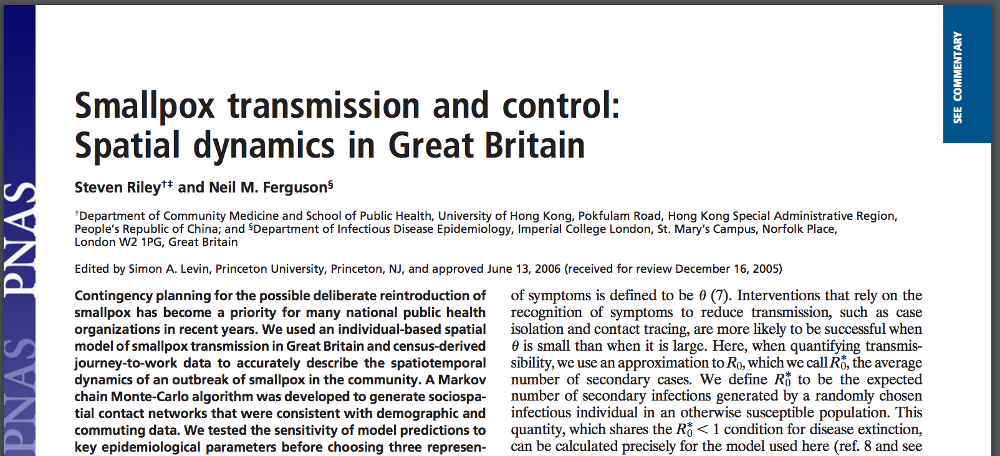 SEE COMMENTARY
Smallpox transmission and control:
Spatial dynamics in Great Britain
Steven Riley†‡ and Neil M. Ferguson§
†Department of Community Medicine and School of Public Health, University of Hong Kong, Pokfulam Road, Hong Kong Special Administrative Region,
People's Republic of China; and §Department of Infectious Disease Epidemiology, Imperial College London, St. Mary's Campus, Norfolk Place,
London W2 1PG, Great Britain
Edited by Simon A. Levin, Princeton University, Princeton, NJ, and approved June 13, 2006 (received for review December 16, 2005)
Contingency planning for the possible deliberate reintroduction of
smallpox has become a priority for many national public health
organizations in recent years. We used an individual-based spatial
model of smallpox transmission in Great Britain and census-derived
journey-to-work data to accurately describe the spatiotemporal
dynamics of an outbreak of smallpox in the community. A Markov
chain Monte-Carlo algorithm was developed to generate sociospa-
tial contact networks that were consistent with demographic and
commuting data. We tested the sensitivity of model predictions to
key epidemiological parameters before choosing three represen-
of symptoms is defined to be θ (7). Interventions that rely on the
recognition of symptoms to reduce transmission, such as case
isolation and contact tracing, are more likely to be successful when
θ is small than when it is large. Here, when quantifying transmis-
sibility, we use an approximation to R₀, which we call R₀*, the average
number of secondary cases. We define R₀* to be the expected
number of secondary infections generated by a randomly chosen
infectious individual in an otherwise susceptible population. This
quantity, which shares the R₀* < 1 condition for disease extinction,
can be calculated precisely for the model used here (ref. 8 and see
PNAS
PNAS